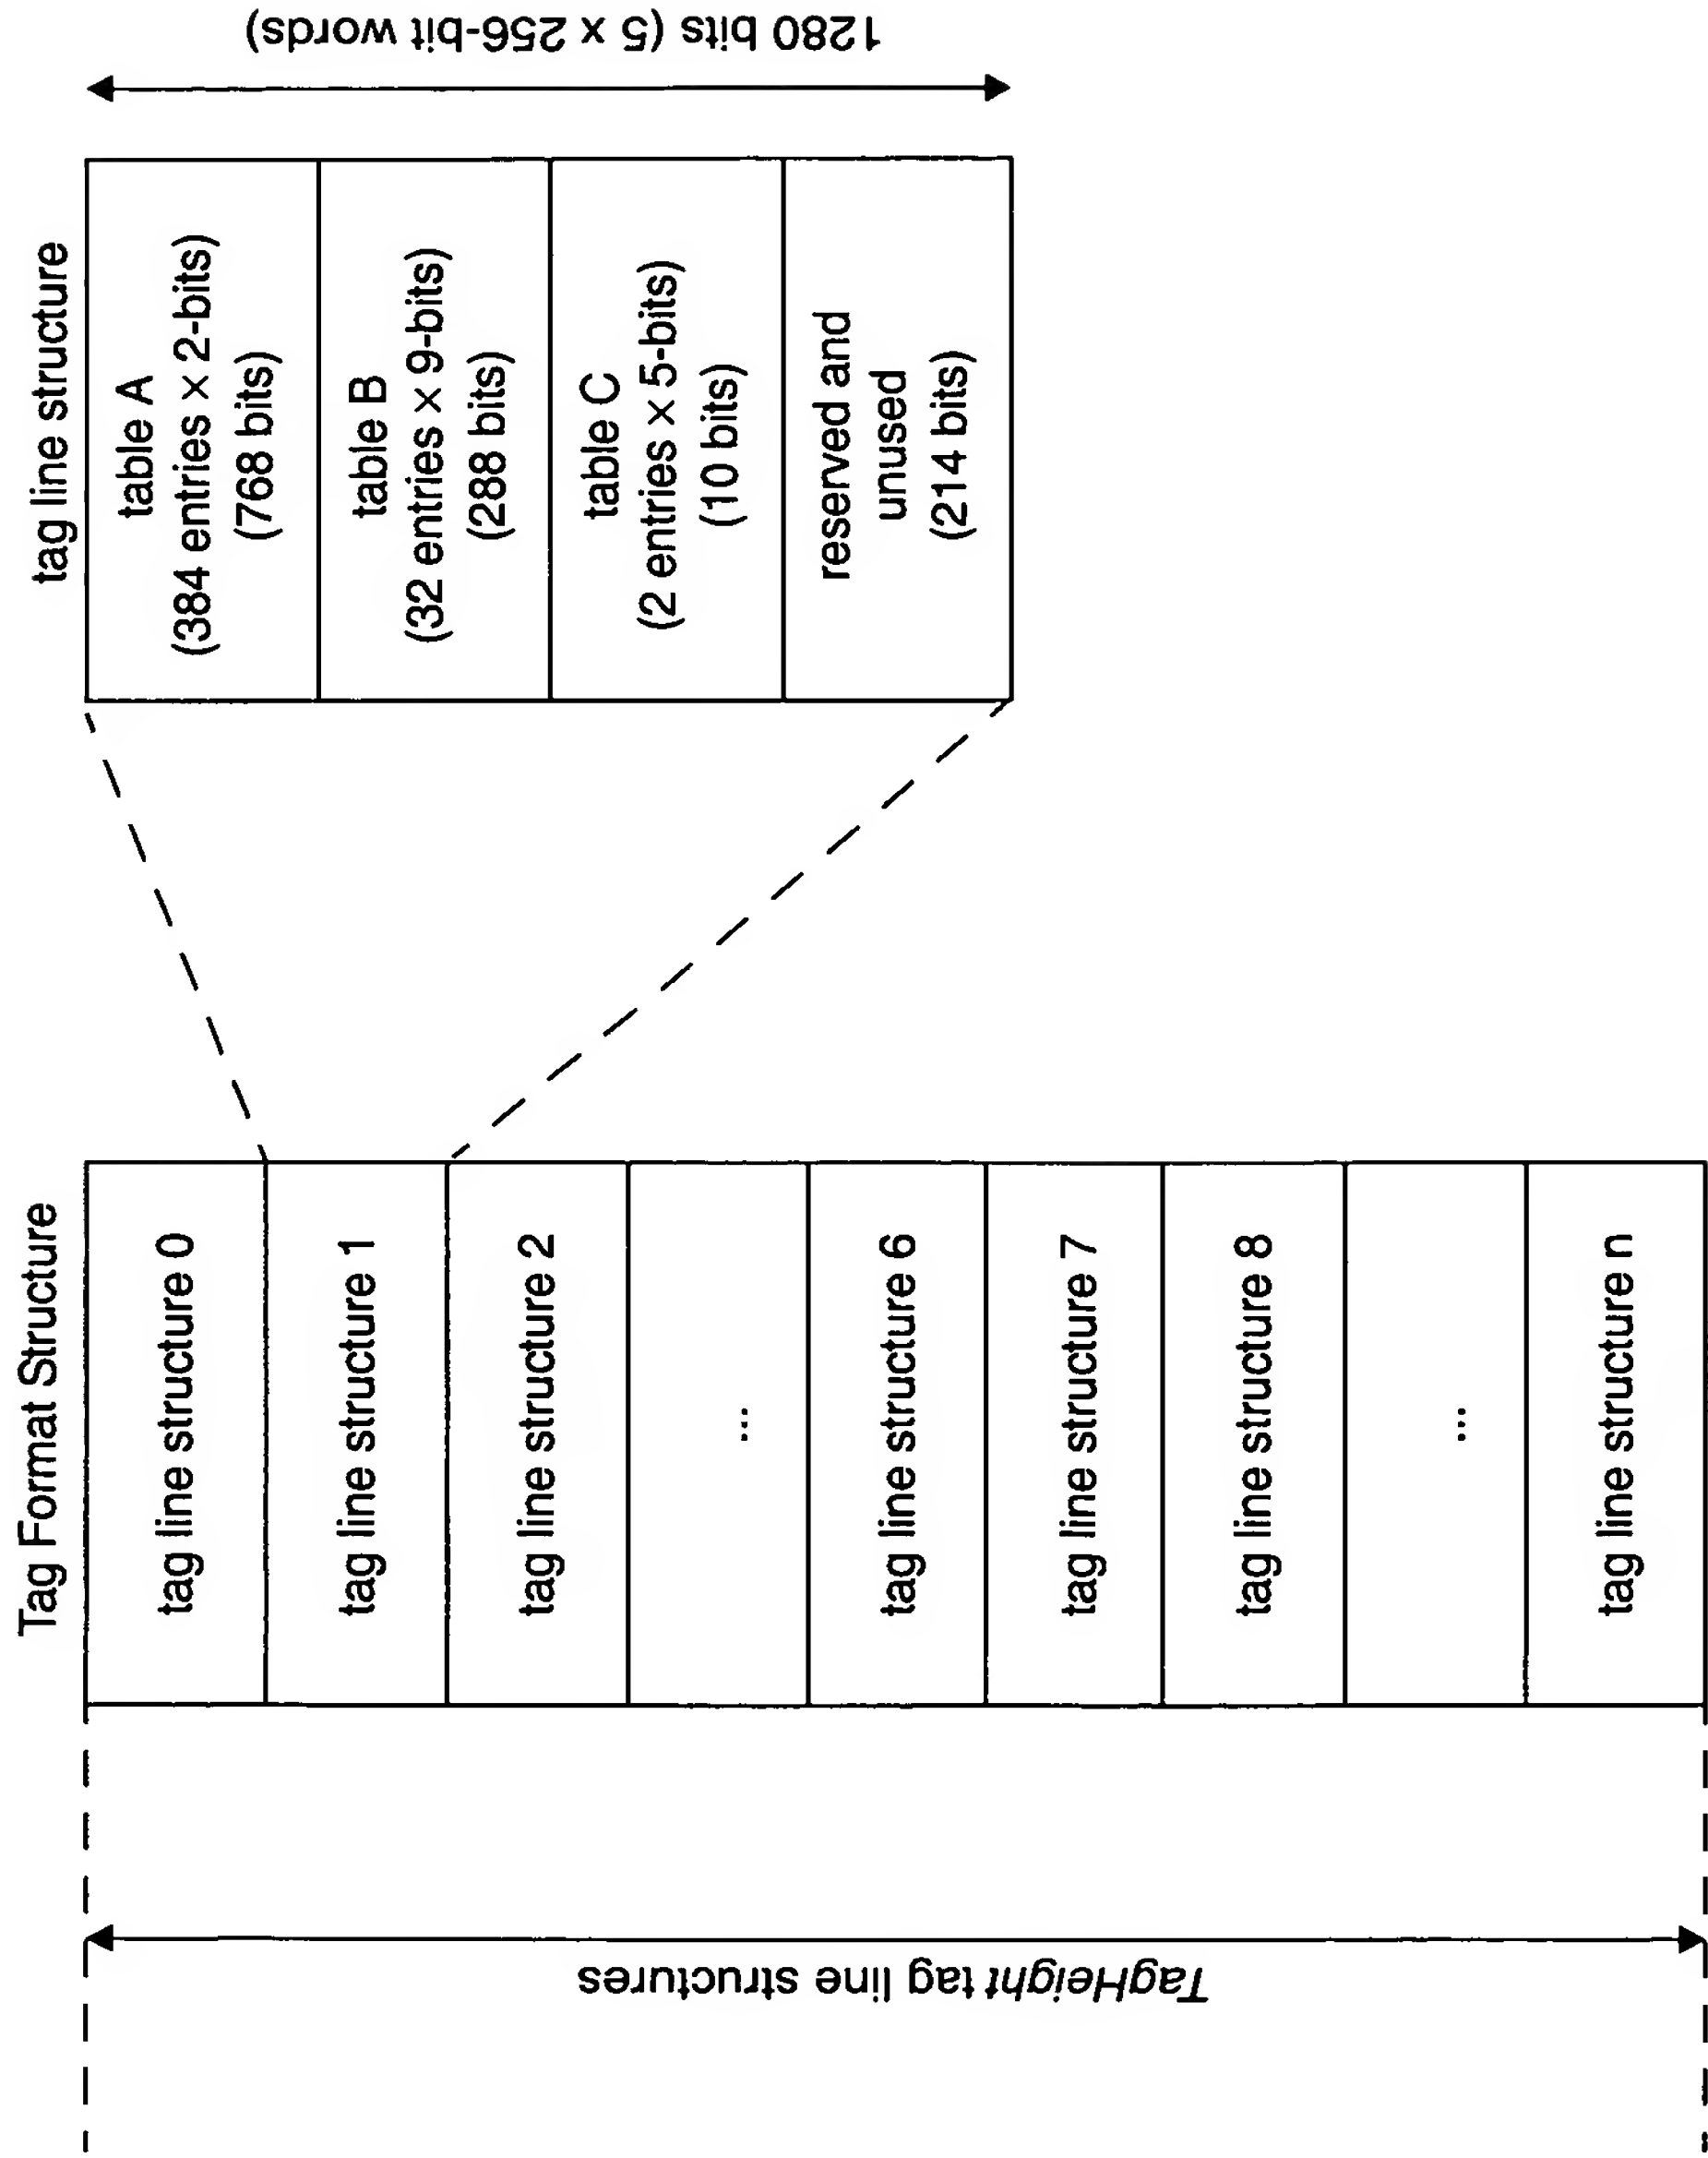 Tag Format Structure
tag line structure 0
tag line structure 1
tag line structure 2
...
tag line structure 6
tag line structure 7
tag line structure 8
...
tag line structure n
TagHeight tag line structures
tag line structure
table A
(384 entries × 2-bits)
(768 bits)
table B
(32 entries × 9-bits)
(288 bits)
table C
(2 entries × 5-bits)
(10 bits)
reserved and
unused
(214 bits)
1280 bits (5 x 256-bit words)